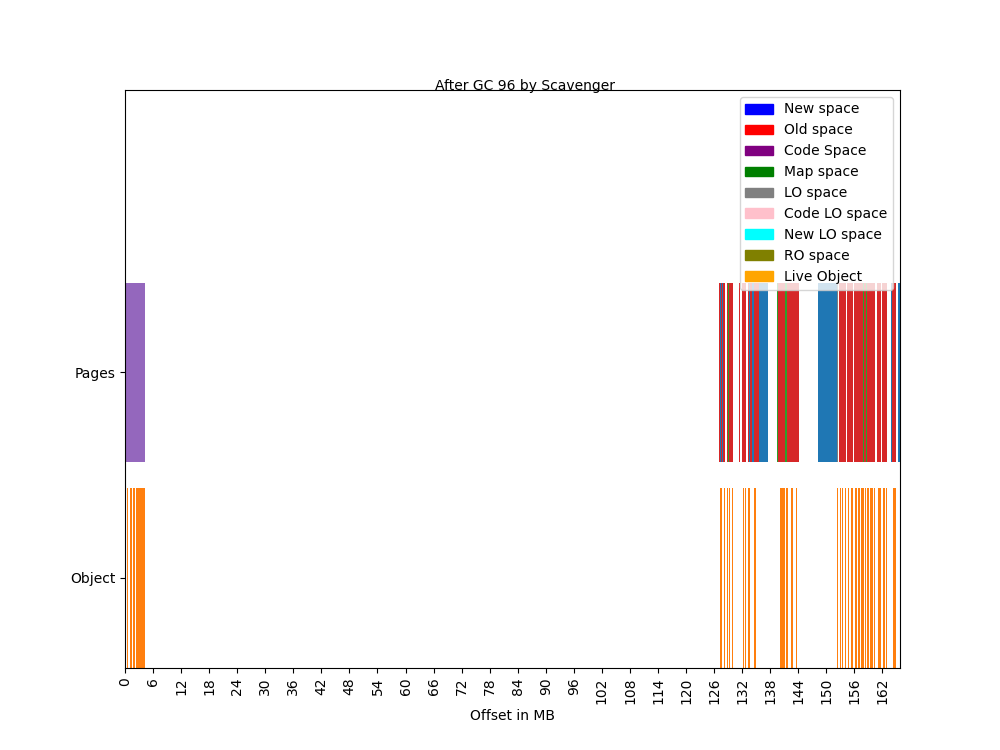 After GC 96 by Scavenger
New space
Old space
Code Space
Map space
LO space
Code LO space
New LO space
RO space
Live Object
Pages
Object
0 6 12 18 24 30 36 42 48 54 60 66 72 78 84 90 96 102 108 114 120 126 132 138 144 150 156 162
Offset in MB